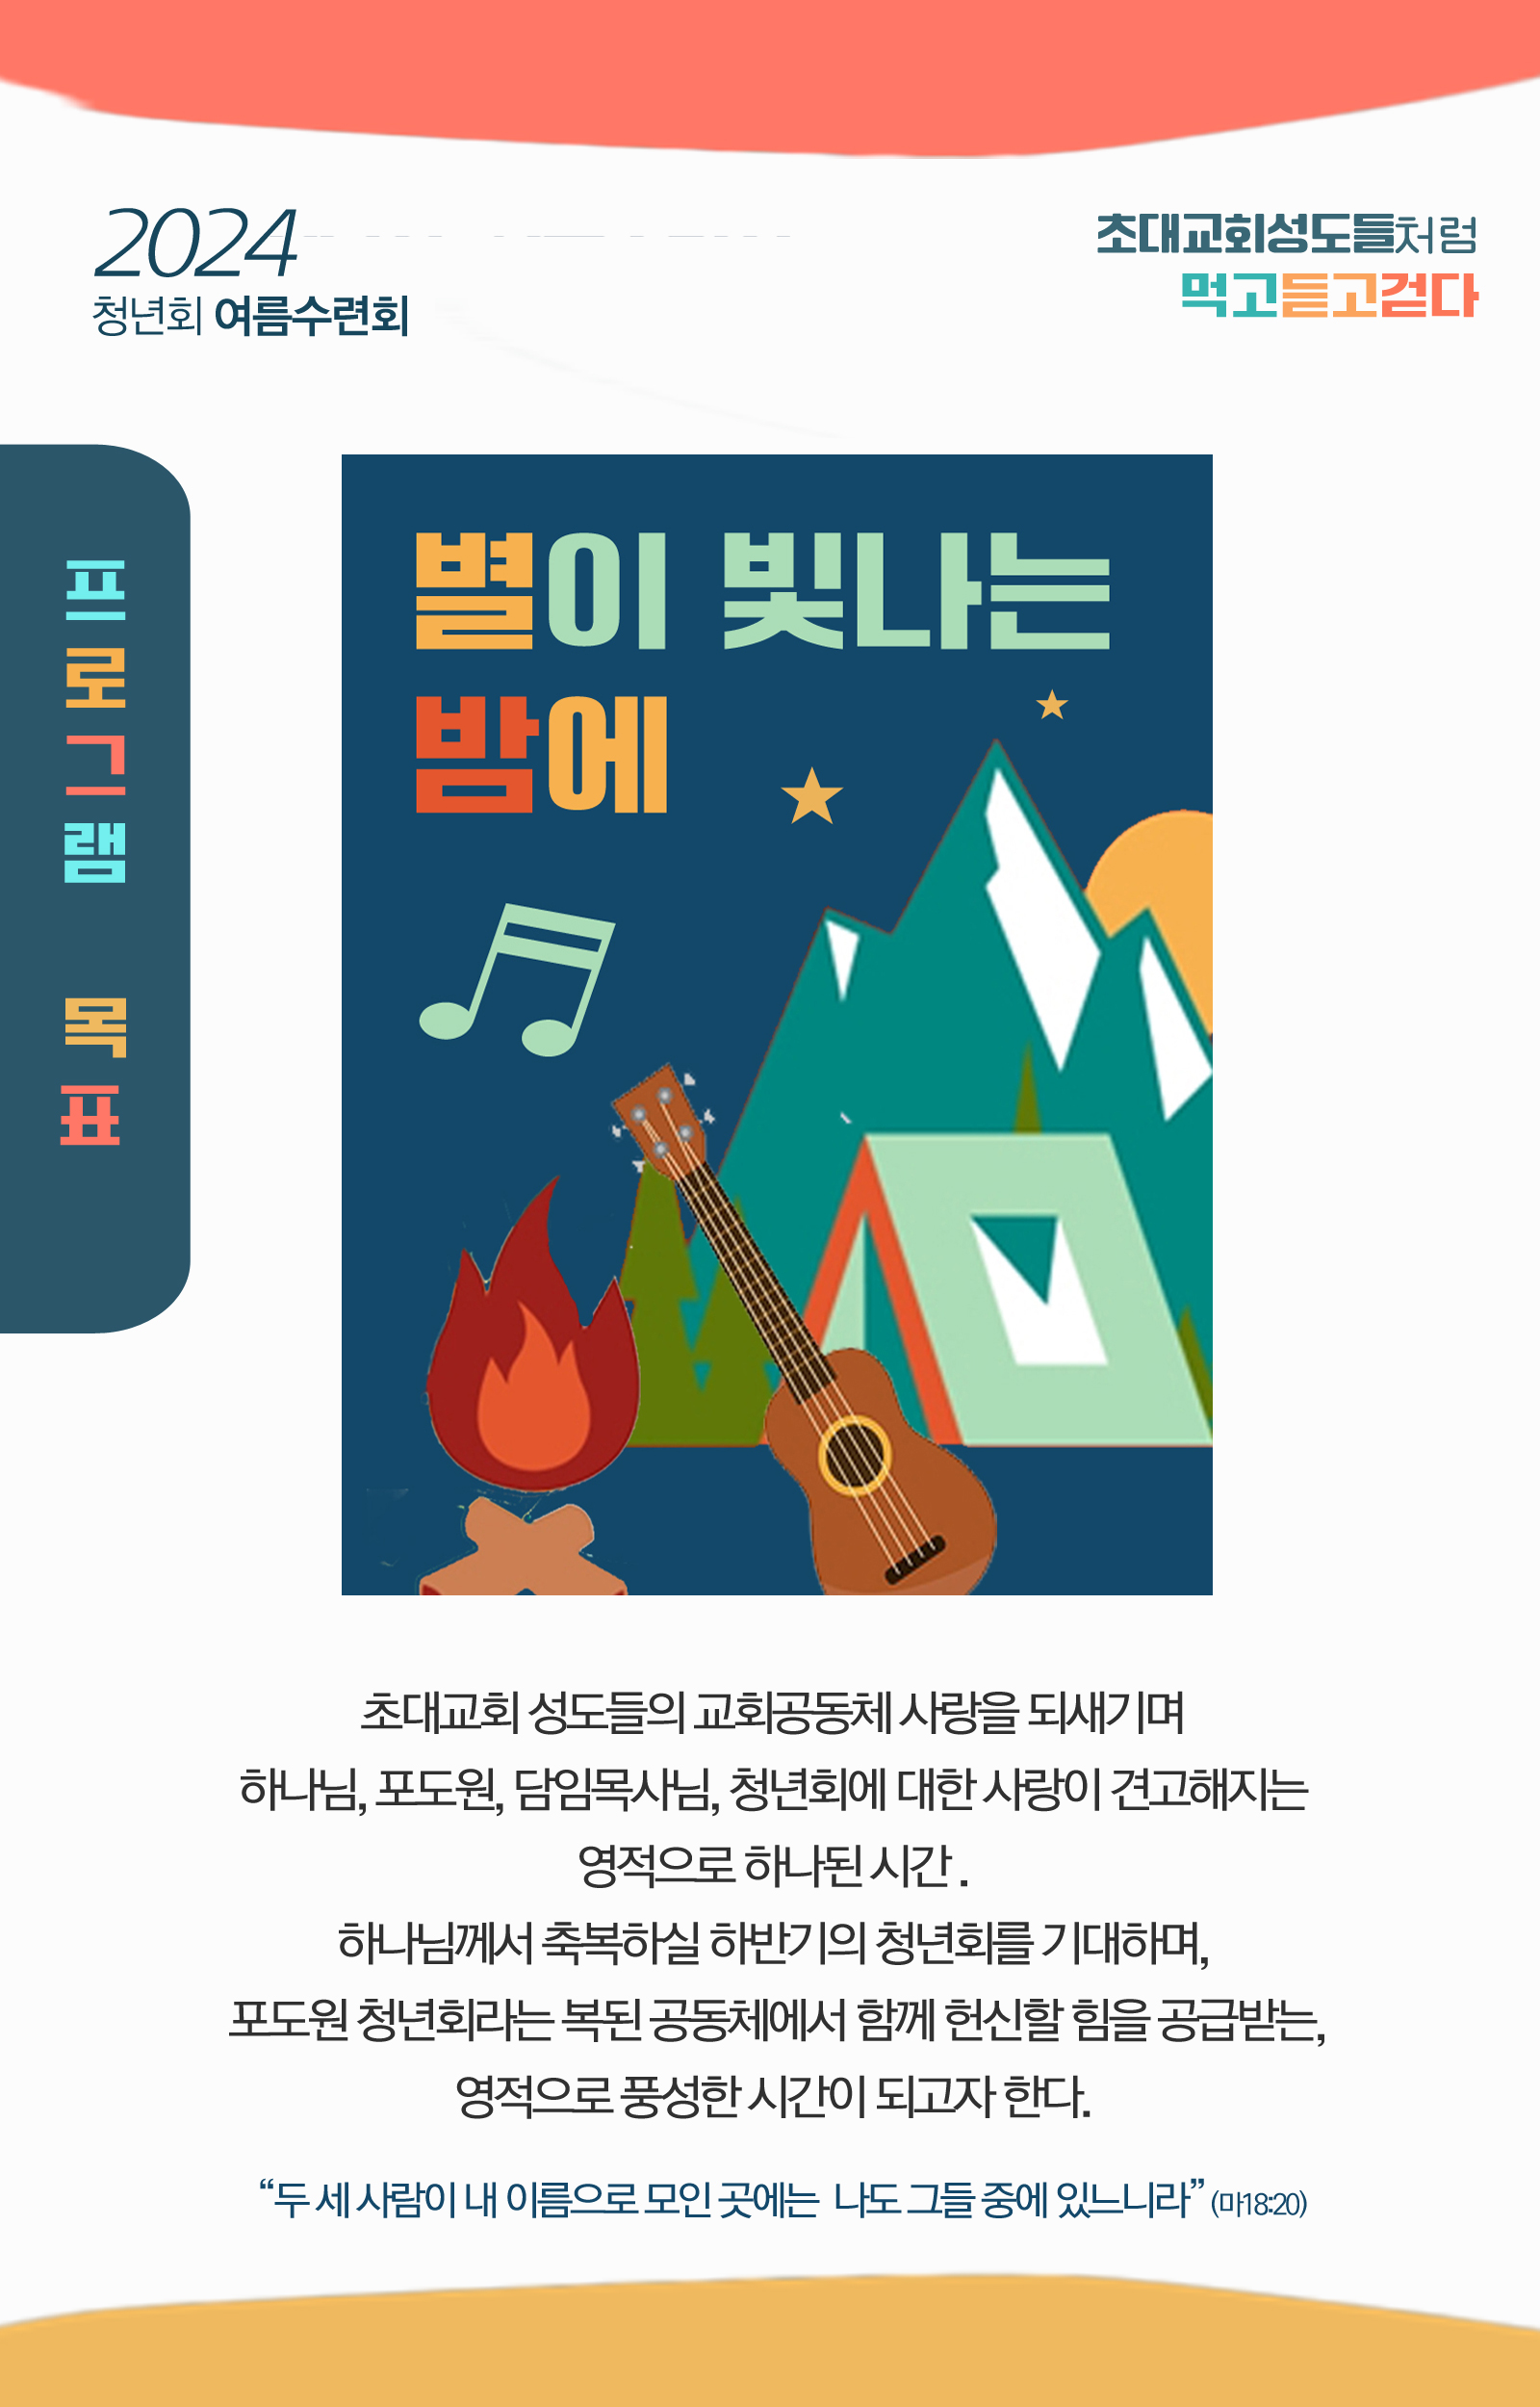 2024
청년회 여름수련회
초대교회성도들처럼
먹고듣고걷다
프로그램 목표
별이 빛나는
밤에
초대교회 성도들의 교회공동체 사랑을 되새기며
하나님, 포도원, 담임목사님, 청년회에 대한 사랑이 견고해지는
영적으로 하나된 시간 .
하나님께서 축복하실 하반기의 청년회를 기대하며,
포도원 청년회라는 복된 공동체에서 함께 헌신할 힘을 공급받는,
영적으로 풍성한 시간이 되고자 한다.
“두 세 사람이 내 이름으로 모인 곳에는 나도 그들 중에 있느니라” (마18:20)